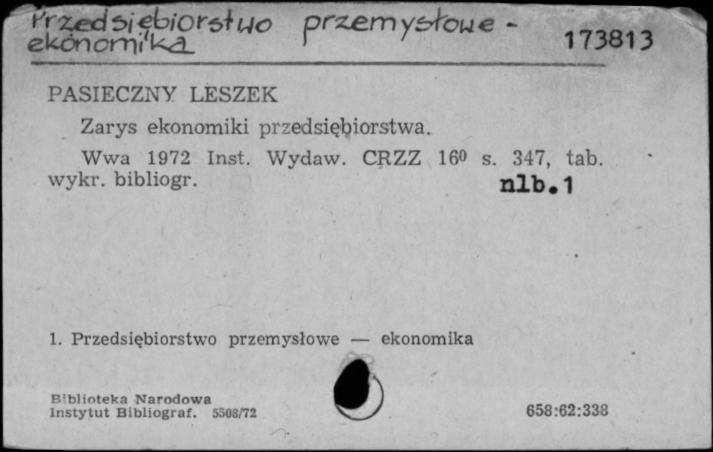 Przedsiębiorstwo przemysłowe -
ekonomika
173813
PASIECZNY LESZEK
Zarys ekonomiki przedsiębiorstwa.
Wwa 1972 Inst. Wydaw. CRZZ 16⁰ s. 347, tab.
wykr. bibliogr.
nlb.1
1. Przedsiębiorstwo przemysłowe — ekonomika
Biblioteka Narodowa
Instytut Bibliograf. 5508/72
658:62:338